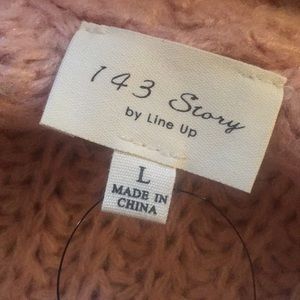 143 Story
by Line Up
L
MADE IN
CHINA